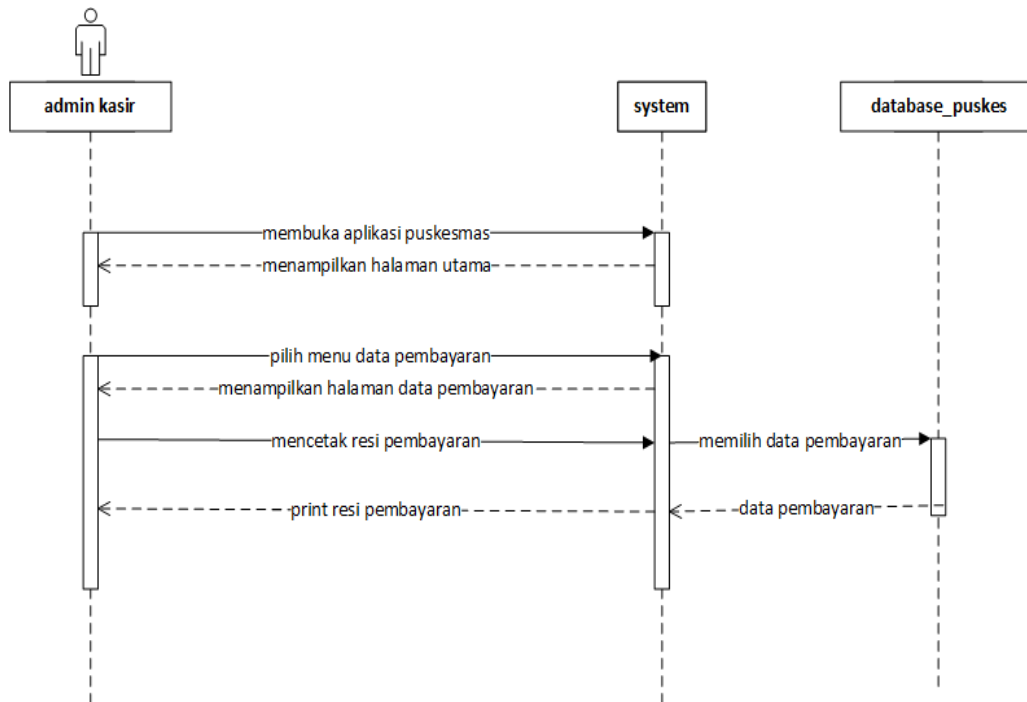 admin kasir
system
database_puskes
membuka aplikasi puskesmas
menampilkan halaman utama
pilih menu data pembayaran
menampilkan halaman data pembayaran
mencetak resi pembayaran
memilih data pembayaran
print resi pembayaran
data pembayaran